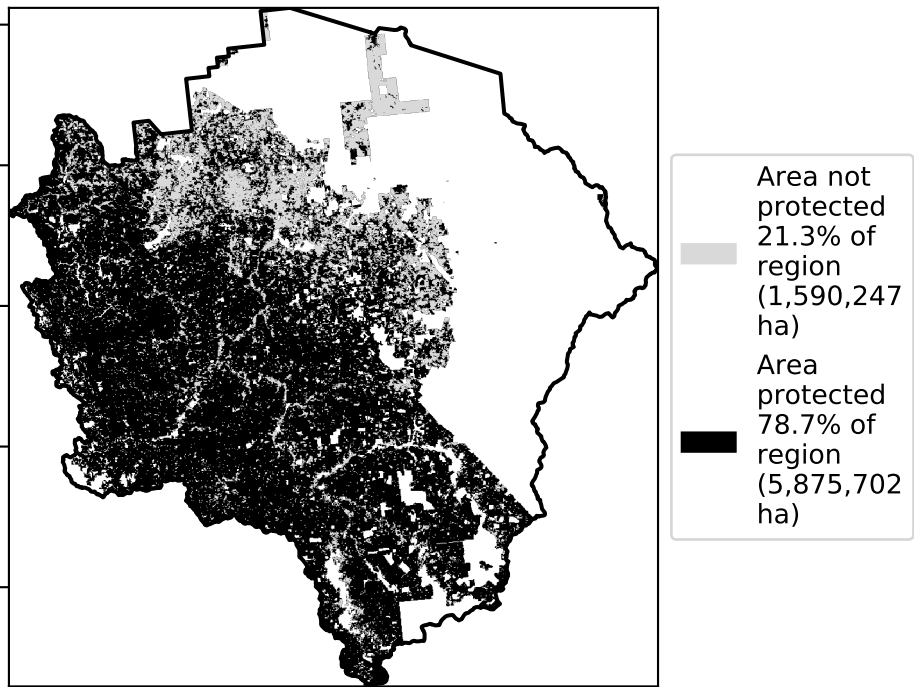 Area not
protected
21.3% of
region
(1,590,247
ha)
Area
protected
78.7% of
region
(5,875,702
ha)